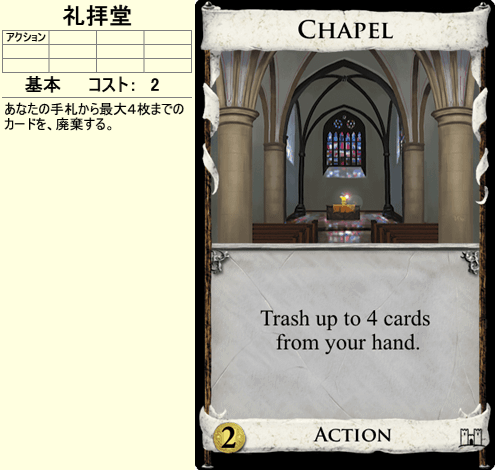 礼拝堂
アクション
基本 コスト: 2
あなたの手札から最大4枚までの
カードを、廃棄する。
CHAPEL
Trash up to 4 cards
from your hand.
2
ACTION